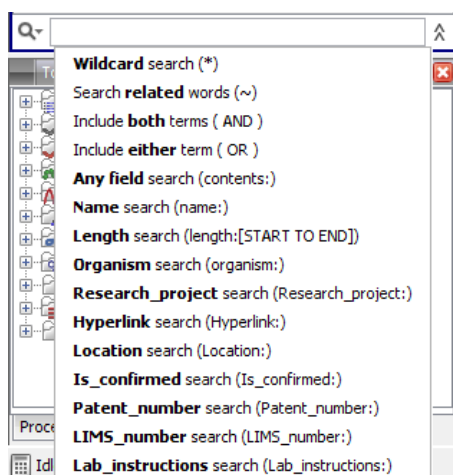 Wildcard search (*)
Search related words (~)
Include both terms ( AND )
Include either term ( OR )
Any field search (contents:)
Name search (name:)
Length search (length:[START TO END])
Organism search (organism:)
Research_project search (Research_project:)
Hyperlink search (Hyperlink:)
Location search (Location:)
Is_confirmed search (Is_confirmed:)
Patent_number search (Patent_number:)
Proce
LIMS_number search (LIMS_number:)
Idl
Lab_instructions search (Lab_instructions:)